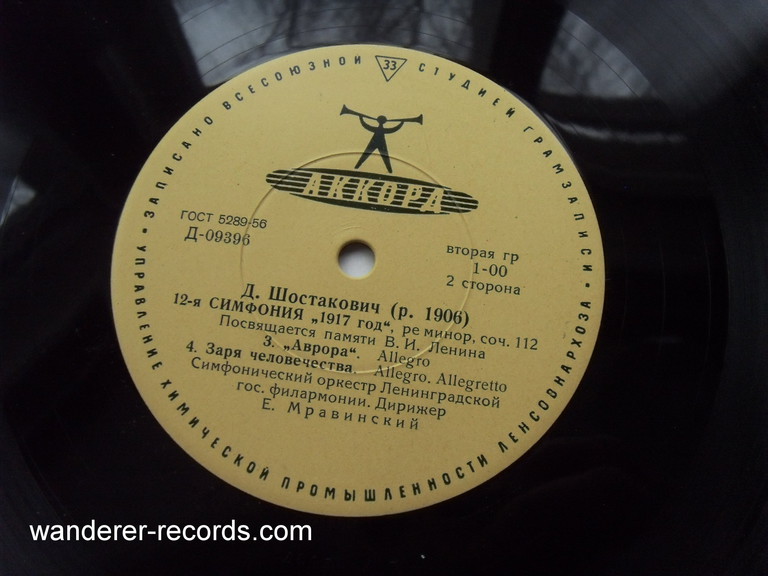 ЗАПИСАНО ВСЕСОЮЗНОЙ 33 СТУДИЕЙ ГРАМЗАПИСИ
АККОРД
ГОСТ 5289-56
Д-09396
вторая гр
1-00
2 сторона
Д. Шостакович (р. 1906)
12-я СИМФОНИЯ „1917 год“, ре минор, соч. 112
Посвящается памяти В. И. Ленина
3. „Аврора“. Allegro
4. Заря человечества. Allegro. Allegretto
Симфонический оркестр Ленинградской
гос. филармонии. Дирижер
Е. Мравинский
• УПРАВЛЕНИЕ ХИМИЧЕСКОЙ ПРОМЫШЛЕННОСТИ ЛЕНСОВНАРХОЗА •
wanderer-records.com